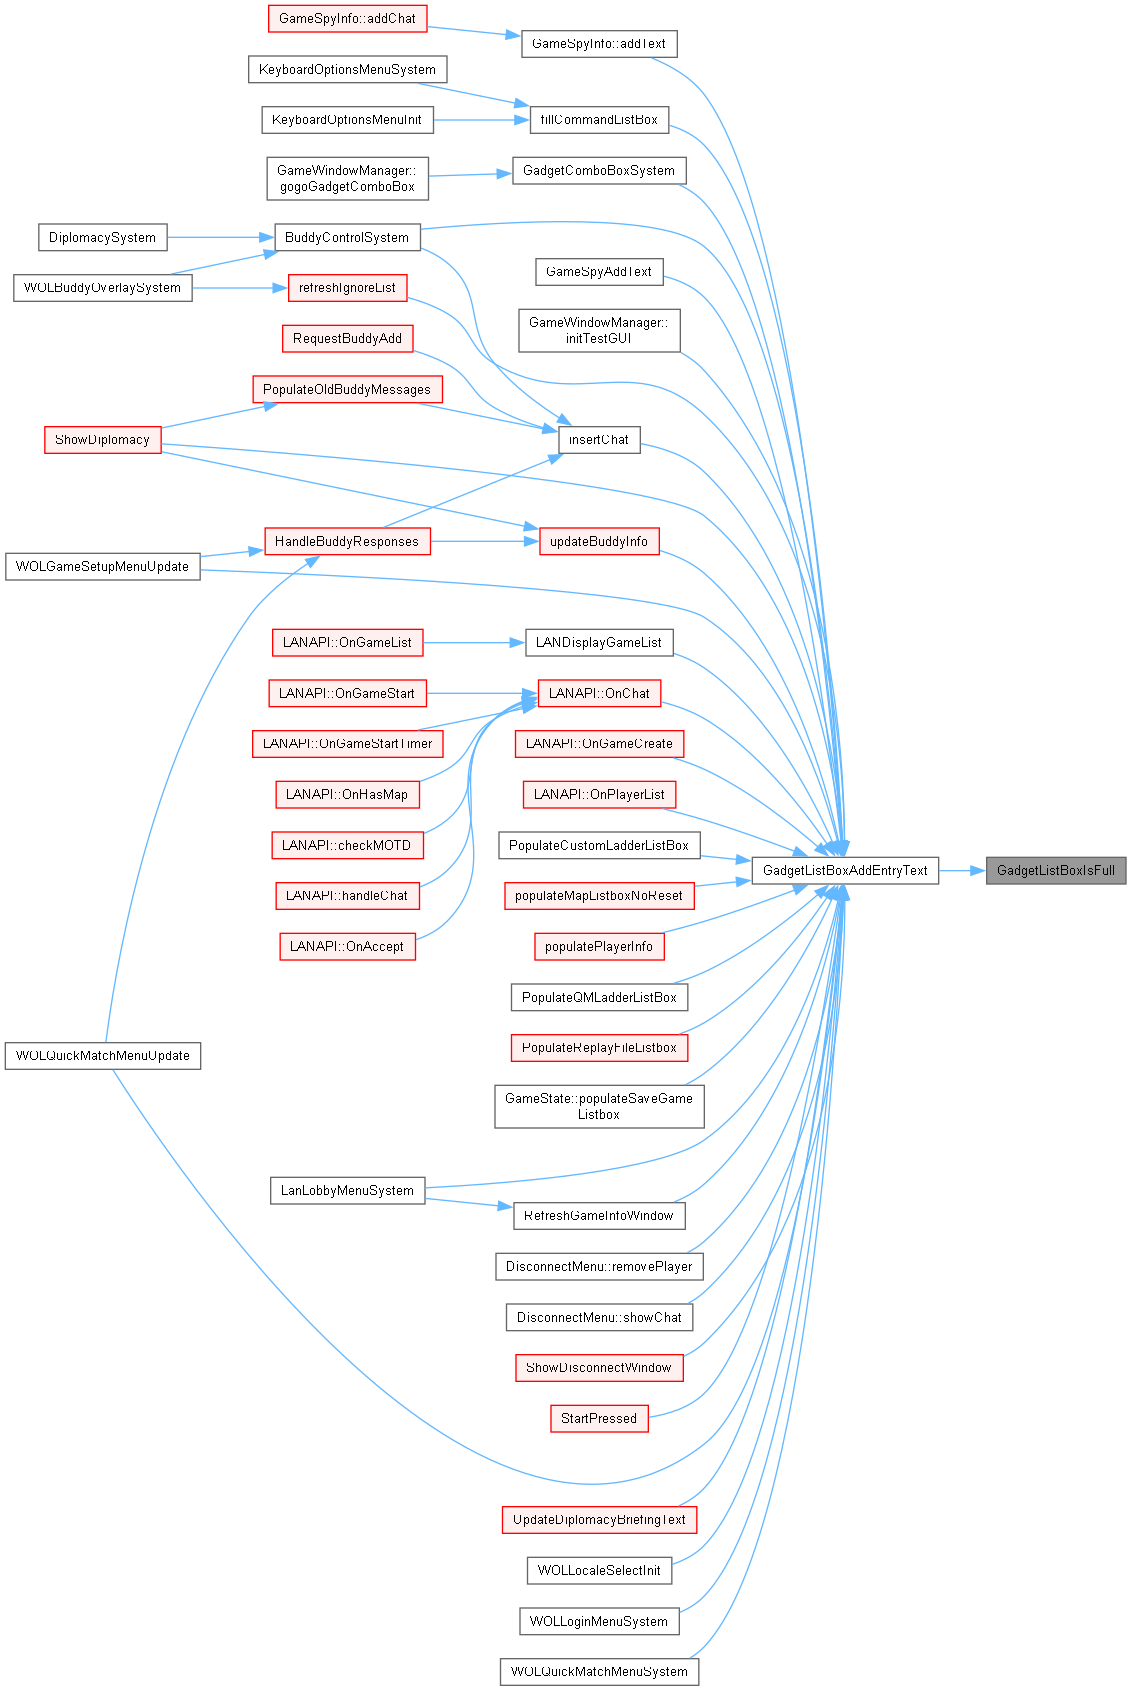 GameSpyInfo::addChat
GameSpyInfo::addText
KeyboardOptionsMenuSystem
KeyboardOptionsMenuInit
fillCommandListBox
GameWindowManager::
gogoGadgetComboBox
GadgetComboBoxSystem
DiplomacySystem
BuddyControlSystem
GameSpyAddText
WOLBuddyOverlaySystem
refreshIgnoreList
GameWindowManager::
initTestGUI
RequestBuddyAdd
PopulateOldBuddyMessages
ShowDiplomacy
insertChat
HandleBuddyResponses
updateBuddyInfo
WOLGameSetupMenuUpdate
LANAPI::OnGameList
LANDisplayGameList
LANAPI::OnGameStart
LANAPI::OnChat
LANAPI::OnGameStartTimer
LANAPI::OnGameCreate
LANAPI::OnHasMap
LANAPI::OnPlayerList
LANAPI::checkMOTD
PopulateCustomLadderListBox
GadgetListBoxAddEntryText
GadgetListBoxIsFull
LANAPI::handleChat
populateMapListboxNoReset
LANAPI::OnAccept
populatePlayerInfo
PopulateQMLadderListBox
WOLQuickMatchMenuUpdate
PopulateReplayFileListbox
GameState::populateSaveGame
Listbox
LanLobbyMenuSystem
RefreshGameInfoWindow
DisconnectMenu::removePlayer
DisconnectMenu::showChat
ShowDisconnectWindow
StartPressed
UpdateDiplomacyBriefingText
WOLLocaleSelectInit
WOLLoginMenuSystem
WOLQuickMatchMenuSystem